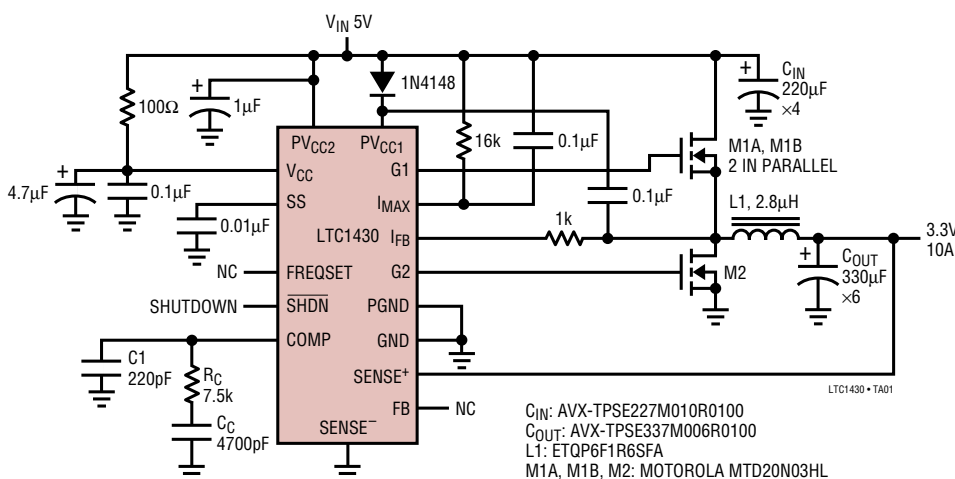 VIN 5V
100Ω
+
1µF
1N4148
16k
0.1µF
+
CIN
220µF
×4
PVCC2
PVCC1
+
4.7µF
0.1µF
VCC
G1
M1A, M1B
2 IN PARALLEL
0.01µF
SS
IMAX
0.1µF
LTC1430
IFB
1k
L1, 2.8µH
3.3V
10A
NC
FREQSET
G2
M2
+
COUT
330µF
×6
SHUTDOWN
SHDN
PGND
COMP
GND
C1
220pF
RC
7.5k
SENSE+
LTC1430 • TA01
CC
4700pF
FB
NC
SENSE−
CIN: AVX-TPSE227M010R0100
COUT: AVX-TPSE337M006R0100
L1: ETQP6F1R6SFA
M1A, M1B, M2: MOTOROLA MTD20N03HL